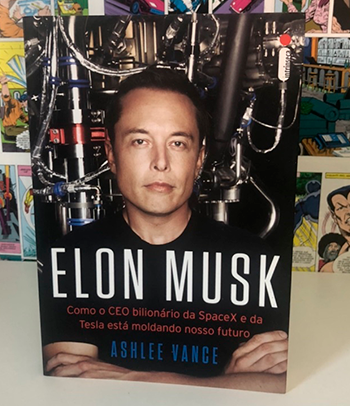 ELON MUSK
Como o CEO bilionário da SpaceX e da
Tesla está moldando nosso futuro
ASHLEE VANCE